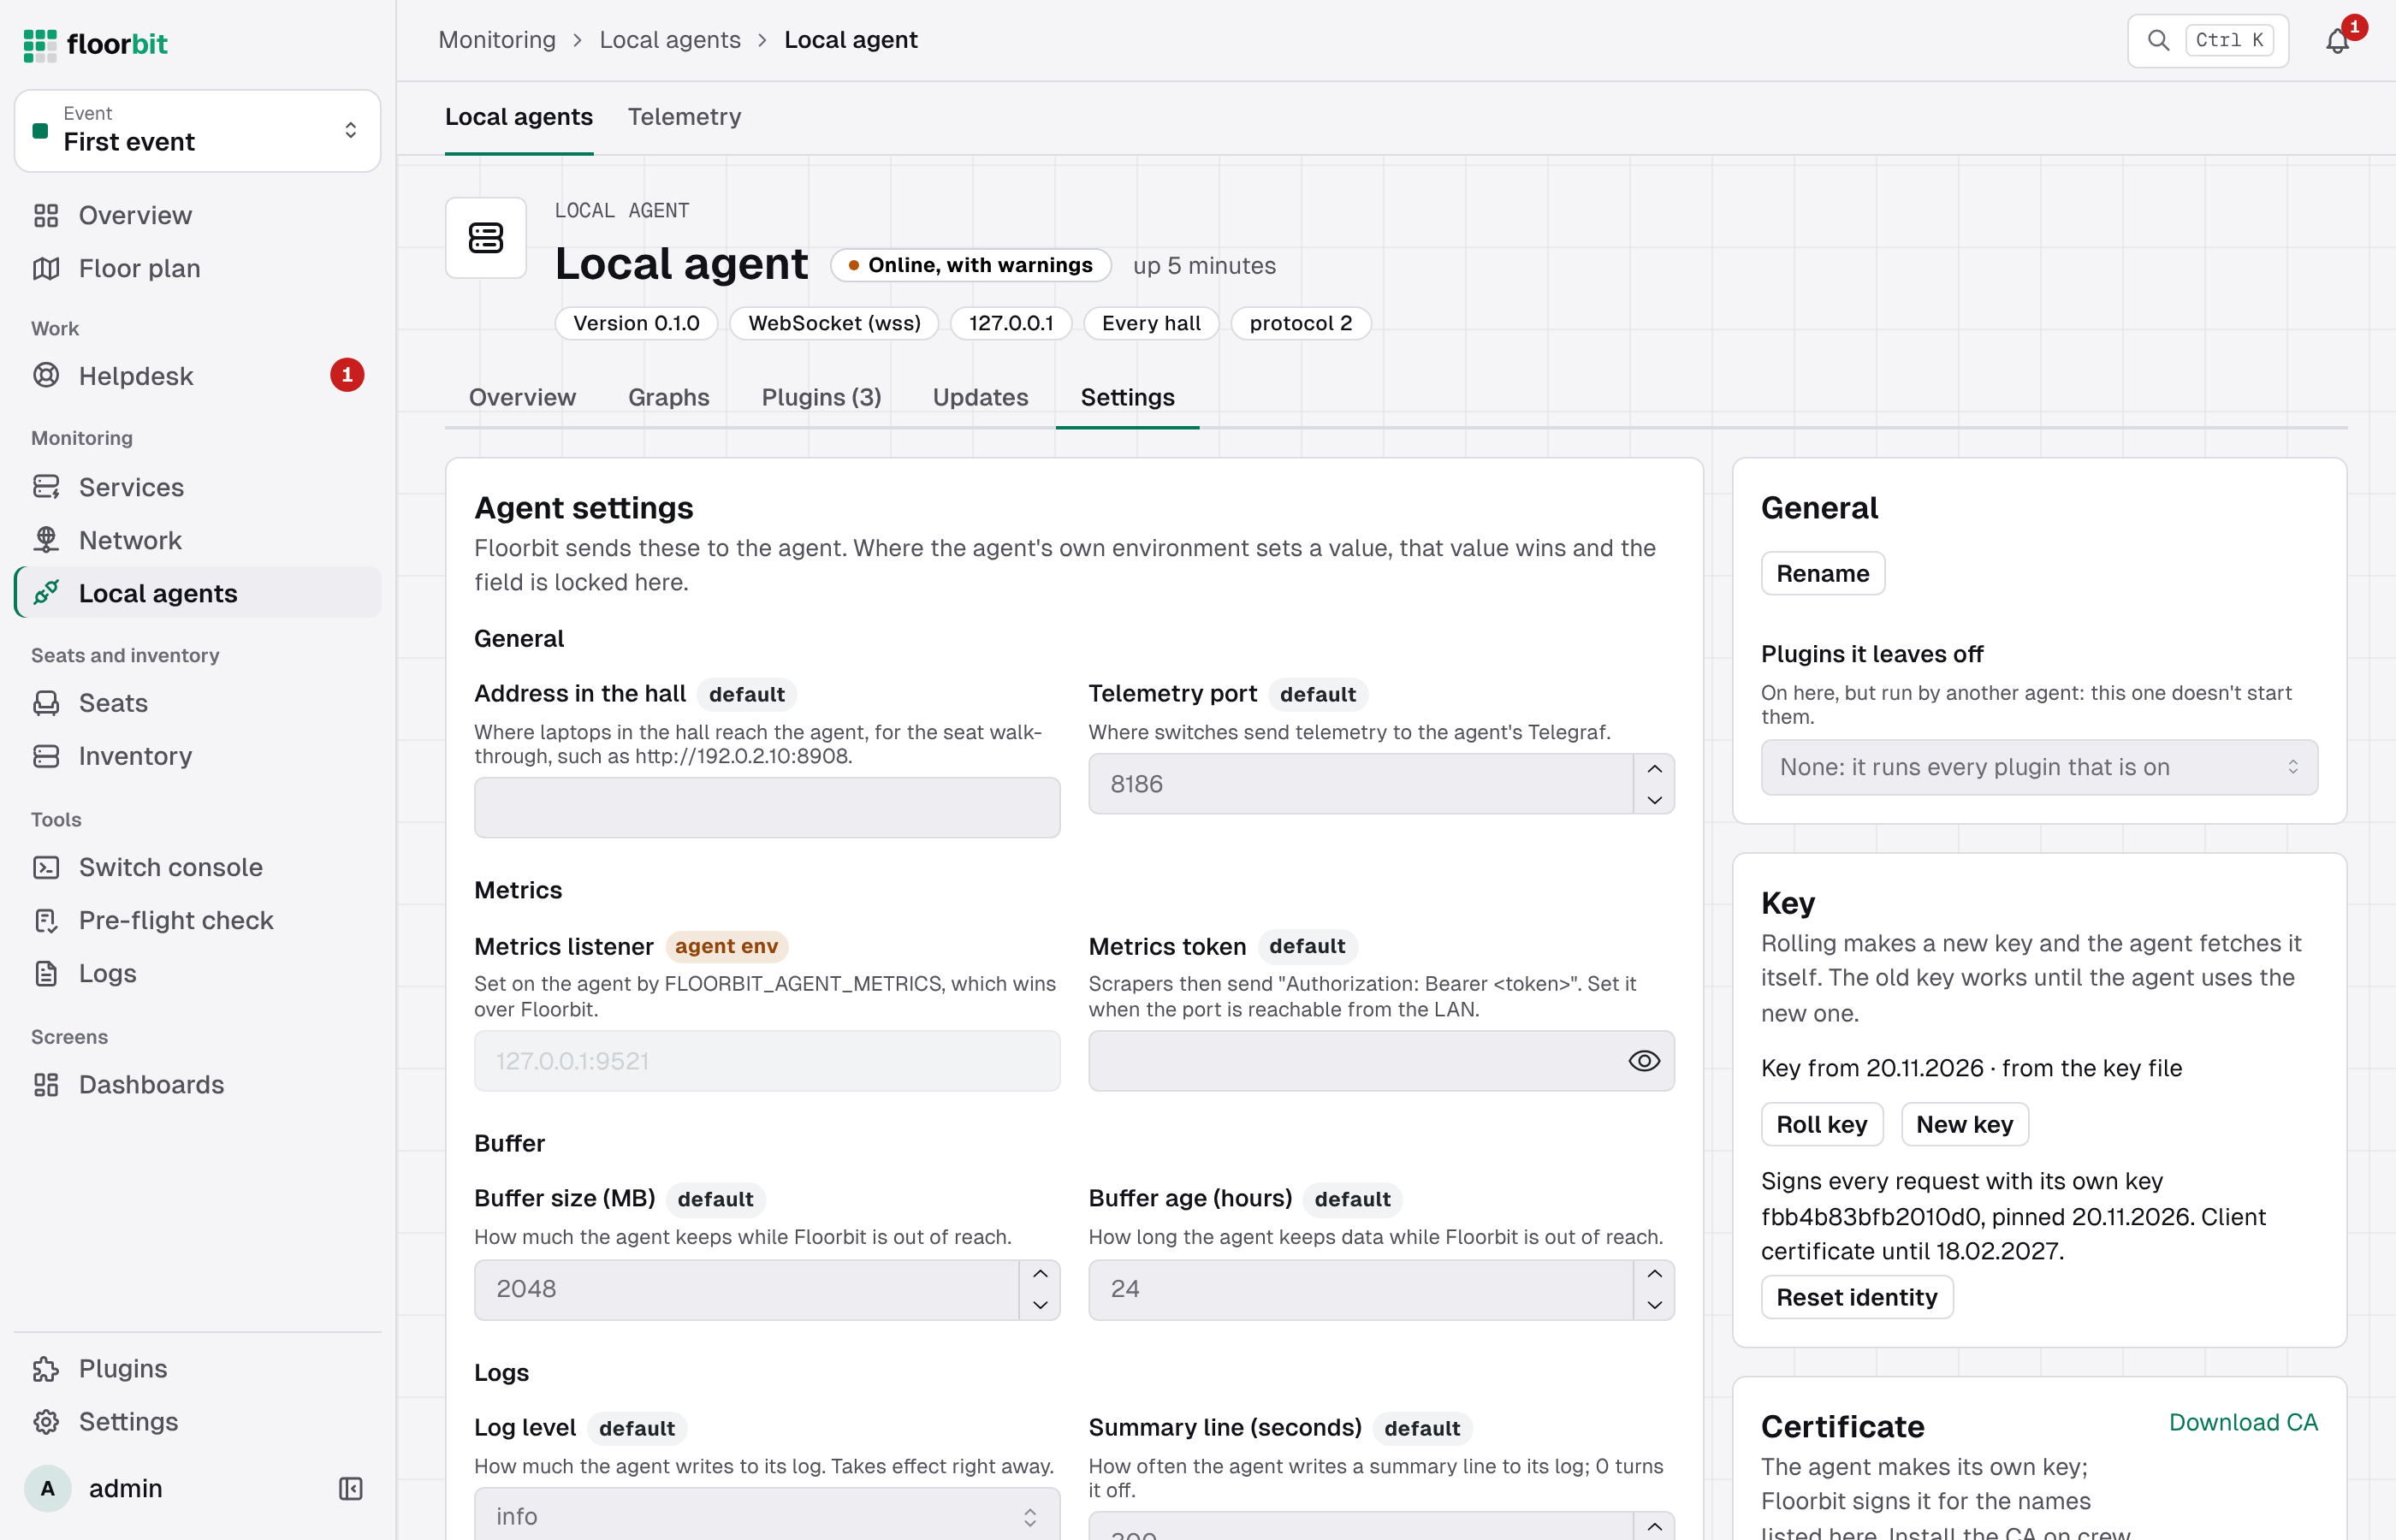 floorbit
Event
First event
Overview
Floor plan
Work
Helpdesk
1
Monitoring
Services
Network
Local agents
Seats and inventory
Seats
Inventory
Tools
Switch console
Pre-flight check
Logs
Screens
Dashboards
Plugins
Settings
A
admin
Monitoring > Local agents > Local agent
Ctrl K
1
Local agents
Telemetry
LOCAL AGENT
Local agent
Online, with warnings
up 5 minutes
Version 0.1.0
WebSocket (wss)
127.0.0.1
Every hall
protocol 2
Overview
Graphs
Plugins (3)
Updates
Settings
Agent settings
Floorbit sends these to the agent. Where the agent's own environment sets a value, that value wins and the
field is locked here.
General
Address in the hall default
Where laptops in the hall reach the agent, for the seat walk-
through, such as http://192.0.2.10:8908.
Telemetry port default
Where switches send telemetry to the agent's Telegraf.
8186
Metrics
Metrics listener agent env
Set on the agent by FLOORBIT_AGENT_METRICS, which wins
over Floorbit.
127.0.0.1:9521
Metrics token default
Scrapers then send "Authorization: Bearer <token>". Set it
when the port is reachable from the LAN.
Buffer
Buffer size (MB) default
How much the agent keeps while Floorbit is out of reach.
2048
Buffer age (hours) default
How long the agent keeps data while Floorbit is out of reach.
24
Logs
Log level default
How much the agent writes to its log. Takes effect right away.
info
Summary line (seconds) default
How often the agent writes a summary line to its log; 0 turns
it off.
300
General
Rename
Plugins it leaves off
On here, but run by another agent: this one doesn't start
them.
None: it runs every plugin that is on
Key
Rolling makes a new key and the agent fetches it
itself. The old key works until the agent uses the
new one.
Key from 20.11.2026 · from the key file
Roll key
New key
Signs every request with its own key
fbb4b83bfb2010d0, pinned 20.11.2026. Client
certificate until 18.02.2027.
Reset identity
Certificate
Download CA
The agent makes its own key;
Floorbit signs it for the names
listed here. Install the CA on crew